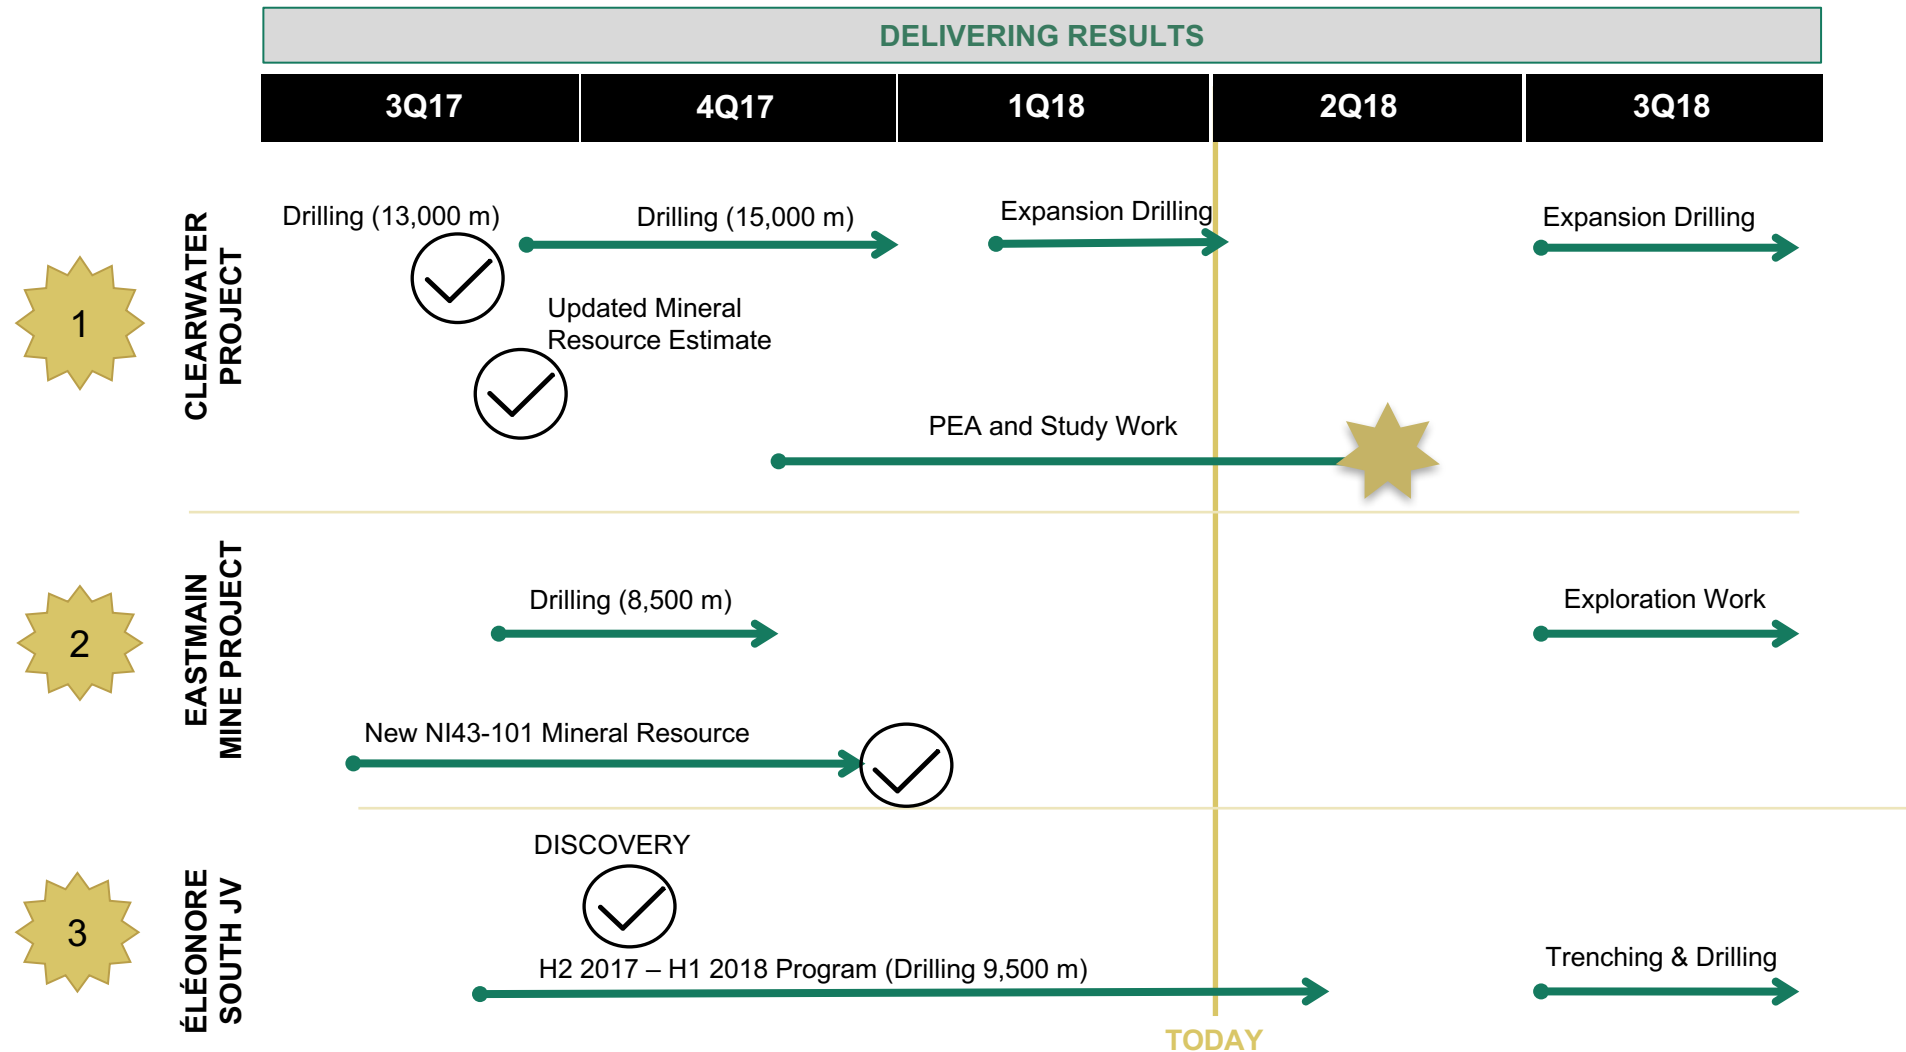 DELIVERING RESULTS
3Q17
4Q17
1Q18
2Q18
3Q18
1
CLEARWATER
PROJECT
Drilling (13,000 m)
Drilling (15,000 m)
Expansion Drilling
Expansion Drilling
Updated Mineral
Resource Estimate
PEA and Study Work
2
EASTMAIN
MINE PROJECT
Drilling (8,500 m)
Exploration Work
New NI43-101 Mineral Resource
3
ÉLÉONORE
SOUTH JV
DISCOVERY
H2 2017 – H1 2018 Program (Drilling 9,500 m)
Trenching & Drilling
TODAY